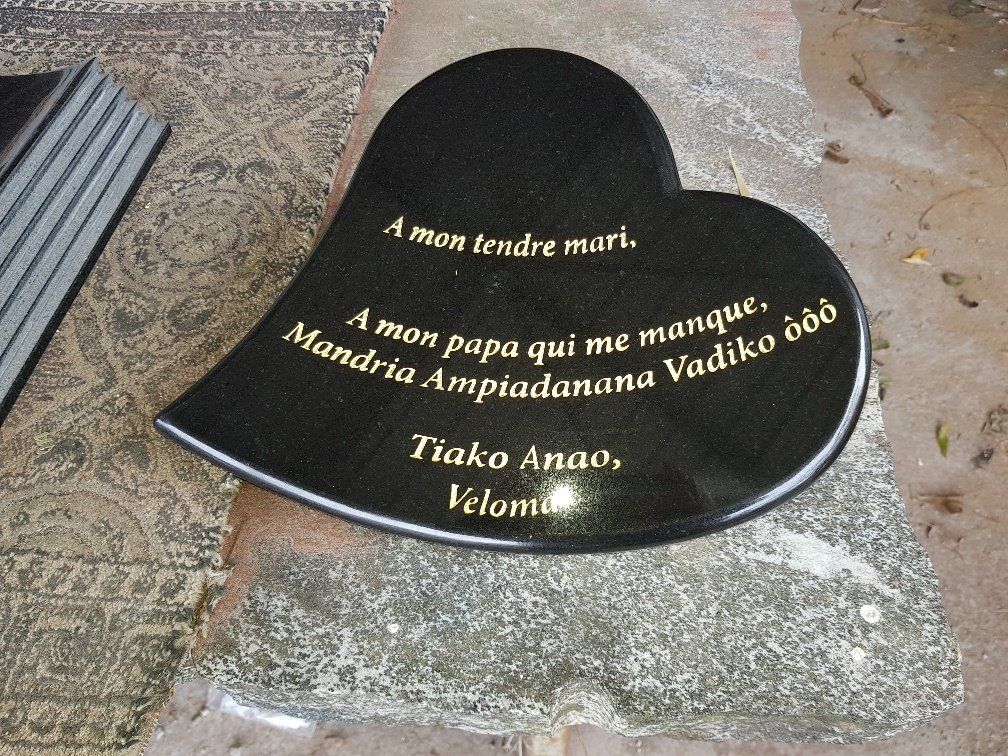 A mon tendre mari,
A mon papa qui me manque,
Mandria Ampiadanana Vadiko ôôô
Tiako Anao,
Veloma